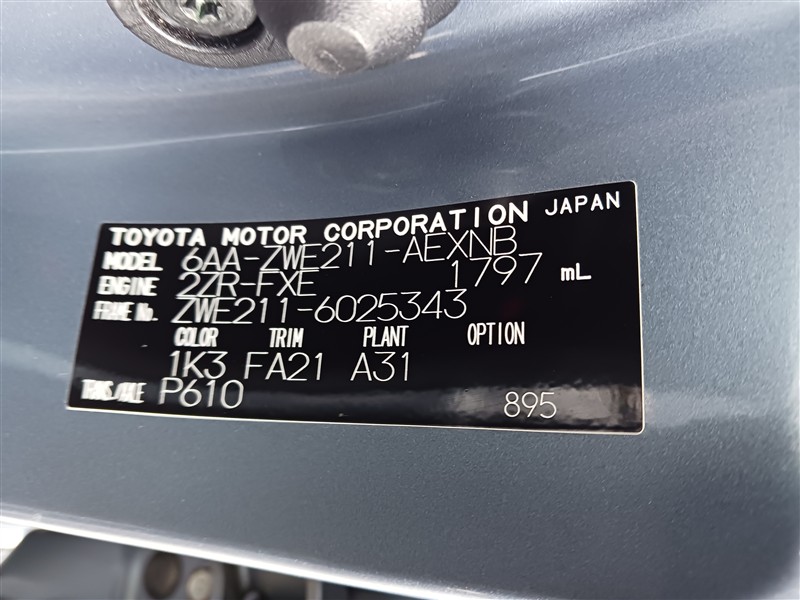 TOYOTA MOTOR CORPORATION JAPAN
MODEL 6AA-ZWE211-AEXNB
ENGINE 2ZR-FXE 1797 mL
FRAME No. ZWE211-6025343
COLOR TRIM PLANT OPTION
1K3 FA21 A31
TRANS/AXLE P610
895